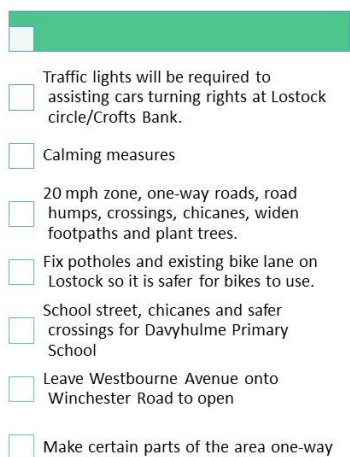 Traffic lights will be required to
assisting cars turning rights at Lostock
circle/Crofts Bank.
Calming measures
20 mph zone, one-way roads, road
humps, crossings, chicanes, widen
footpaths and plant trees.
Fix potholes and existing bike lane on
Lostock so it is safer for bikes to use.
School street, chicanes and safer
crossings for Davyhulme Primary
School
Leave Westbourne Avenue onto
Winchester Road to open
Make certain parts of the area one-way